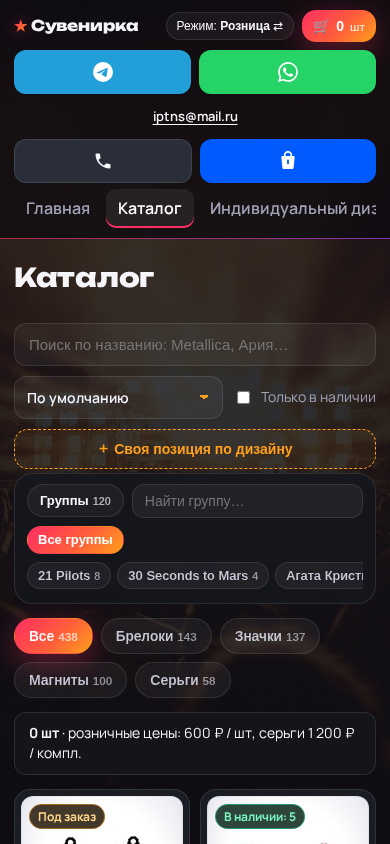 ★ Сувенирка
Режим: Розница ⇄
🛒 0 шт
iptns@mail.ru
Главная Каталог Индивидуальный диз
Каталог
Поиск по названию: Metallica, Ария…
По умолчанию
Только в наличии
+ Своя позиция по дизайну
Группы 120
Найти группу…
Все группы
21 Pilots 8
30 Seconds to Mars 4
Агата Крист
Все 438
Брелоки 143
Значки 137
Магниты 100
Серьги 58
0 шт · розничные цены: 600 ₽ / шт, серьги 1 200 ₽
/ компл.
Под заказ
В наличии: 5